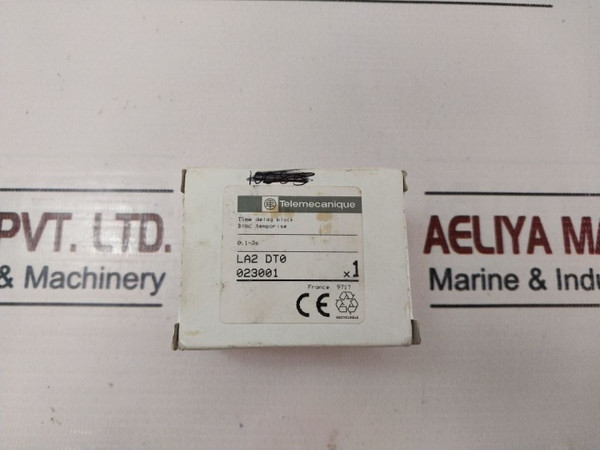 Telemecanique
Time delay block
Bloc temporise
0.1-3s
LA2 DT0
023001
x1
France 9717
CE
PVT. LTD.
& Machinery
AELIYA MA
Marine & Indu